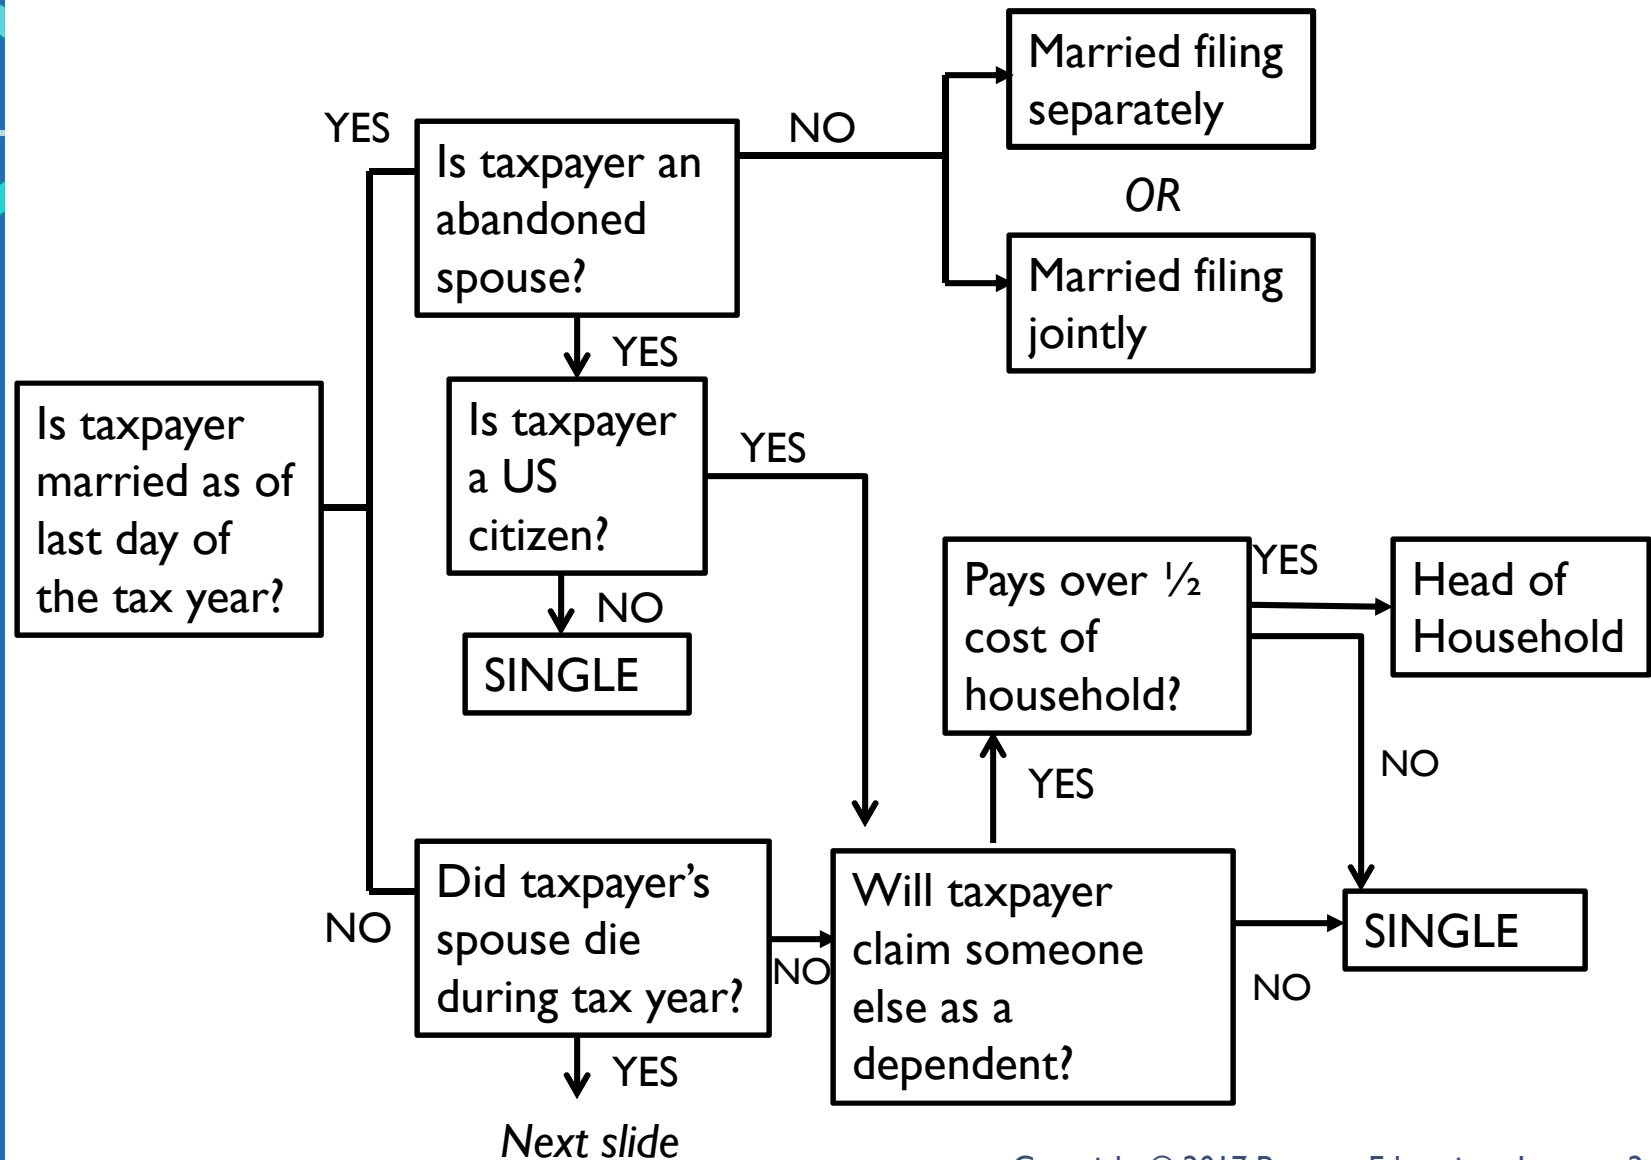 Married filing
separately
YES
NO
Is taxpayer an
abandoned
spouse?
OR
Married filing
jointly
YES
Is taxpayer
married as of
last day of
the tax year?
Is taxpayer
a US
citizen?
YES
NO
SINGLE
Pays over ½
cost of
household?
YES
Head of
Household
NO
YES
NO
Did taxpayer’s
spouse die
during tax year?
NO
Will taxpayer
claim someone
else as a
dependent?
NO
SINGLE
YES
Next slide